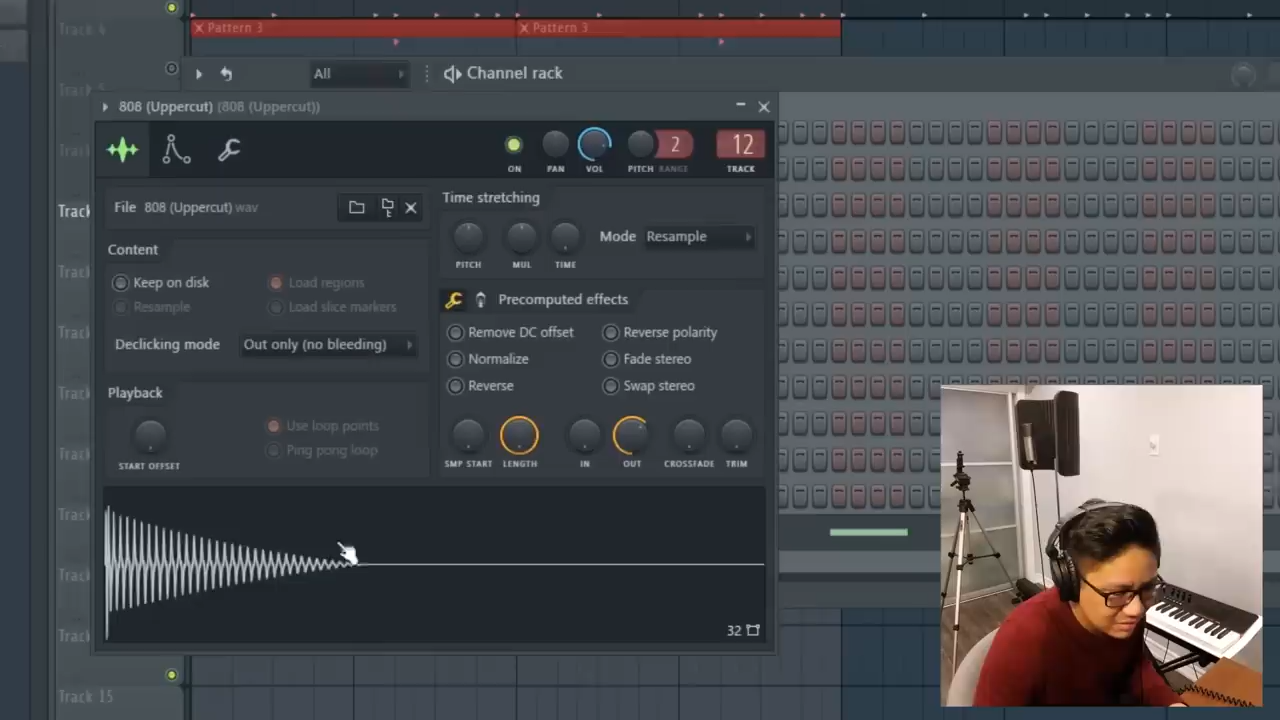 Track 4
Pattern 3
Pattern 3
All
Channel rack
808 (Uppercut) (808 (Uppercut))
ON
PAN
VOL
PITCH
2
RANGE
12
TRACK
Track
File 808 (Uppercut) wav
Time stretching
PITCH
MUL
TIME
Mode Resample
Content
Keep on disk
Load regions
Resample
Load slice markers
Declicking mode
Out only (no bleeding)
Precomputed effects
Remove DC offset
Reverse polarity
Normalize
Fade stereo
Reverse
Swap stereo
Playback
START OFFSET
Use loop points
Ping pong loop
SMP START
LENGTH
IN
OUT
CROSSFADE
TRIM
32
Track 15